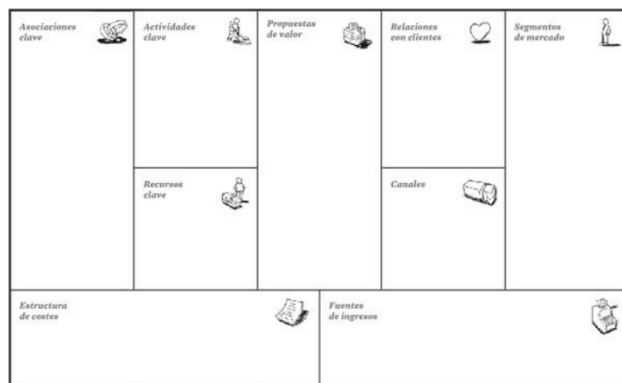 Asociaciones
clave
Actividades
clave
Propuestas
de valor
Relaciones
con clientes
Segmentos
de mercado
Recursos
clave
Canales
Estructura
de costes
Fuentes
de ingresos